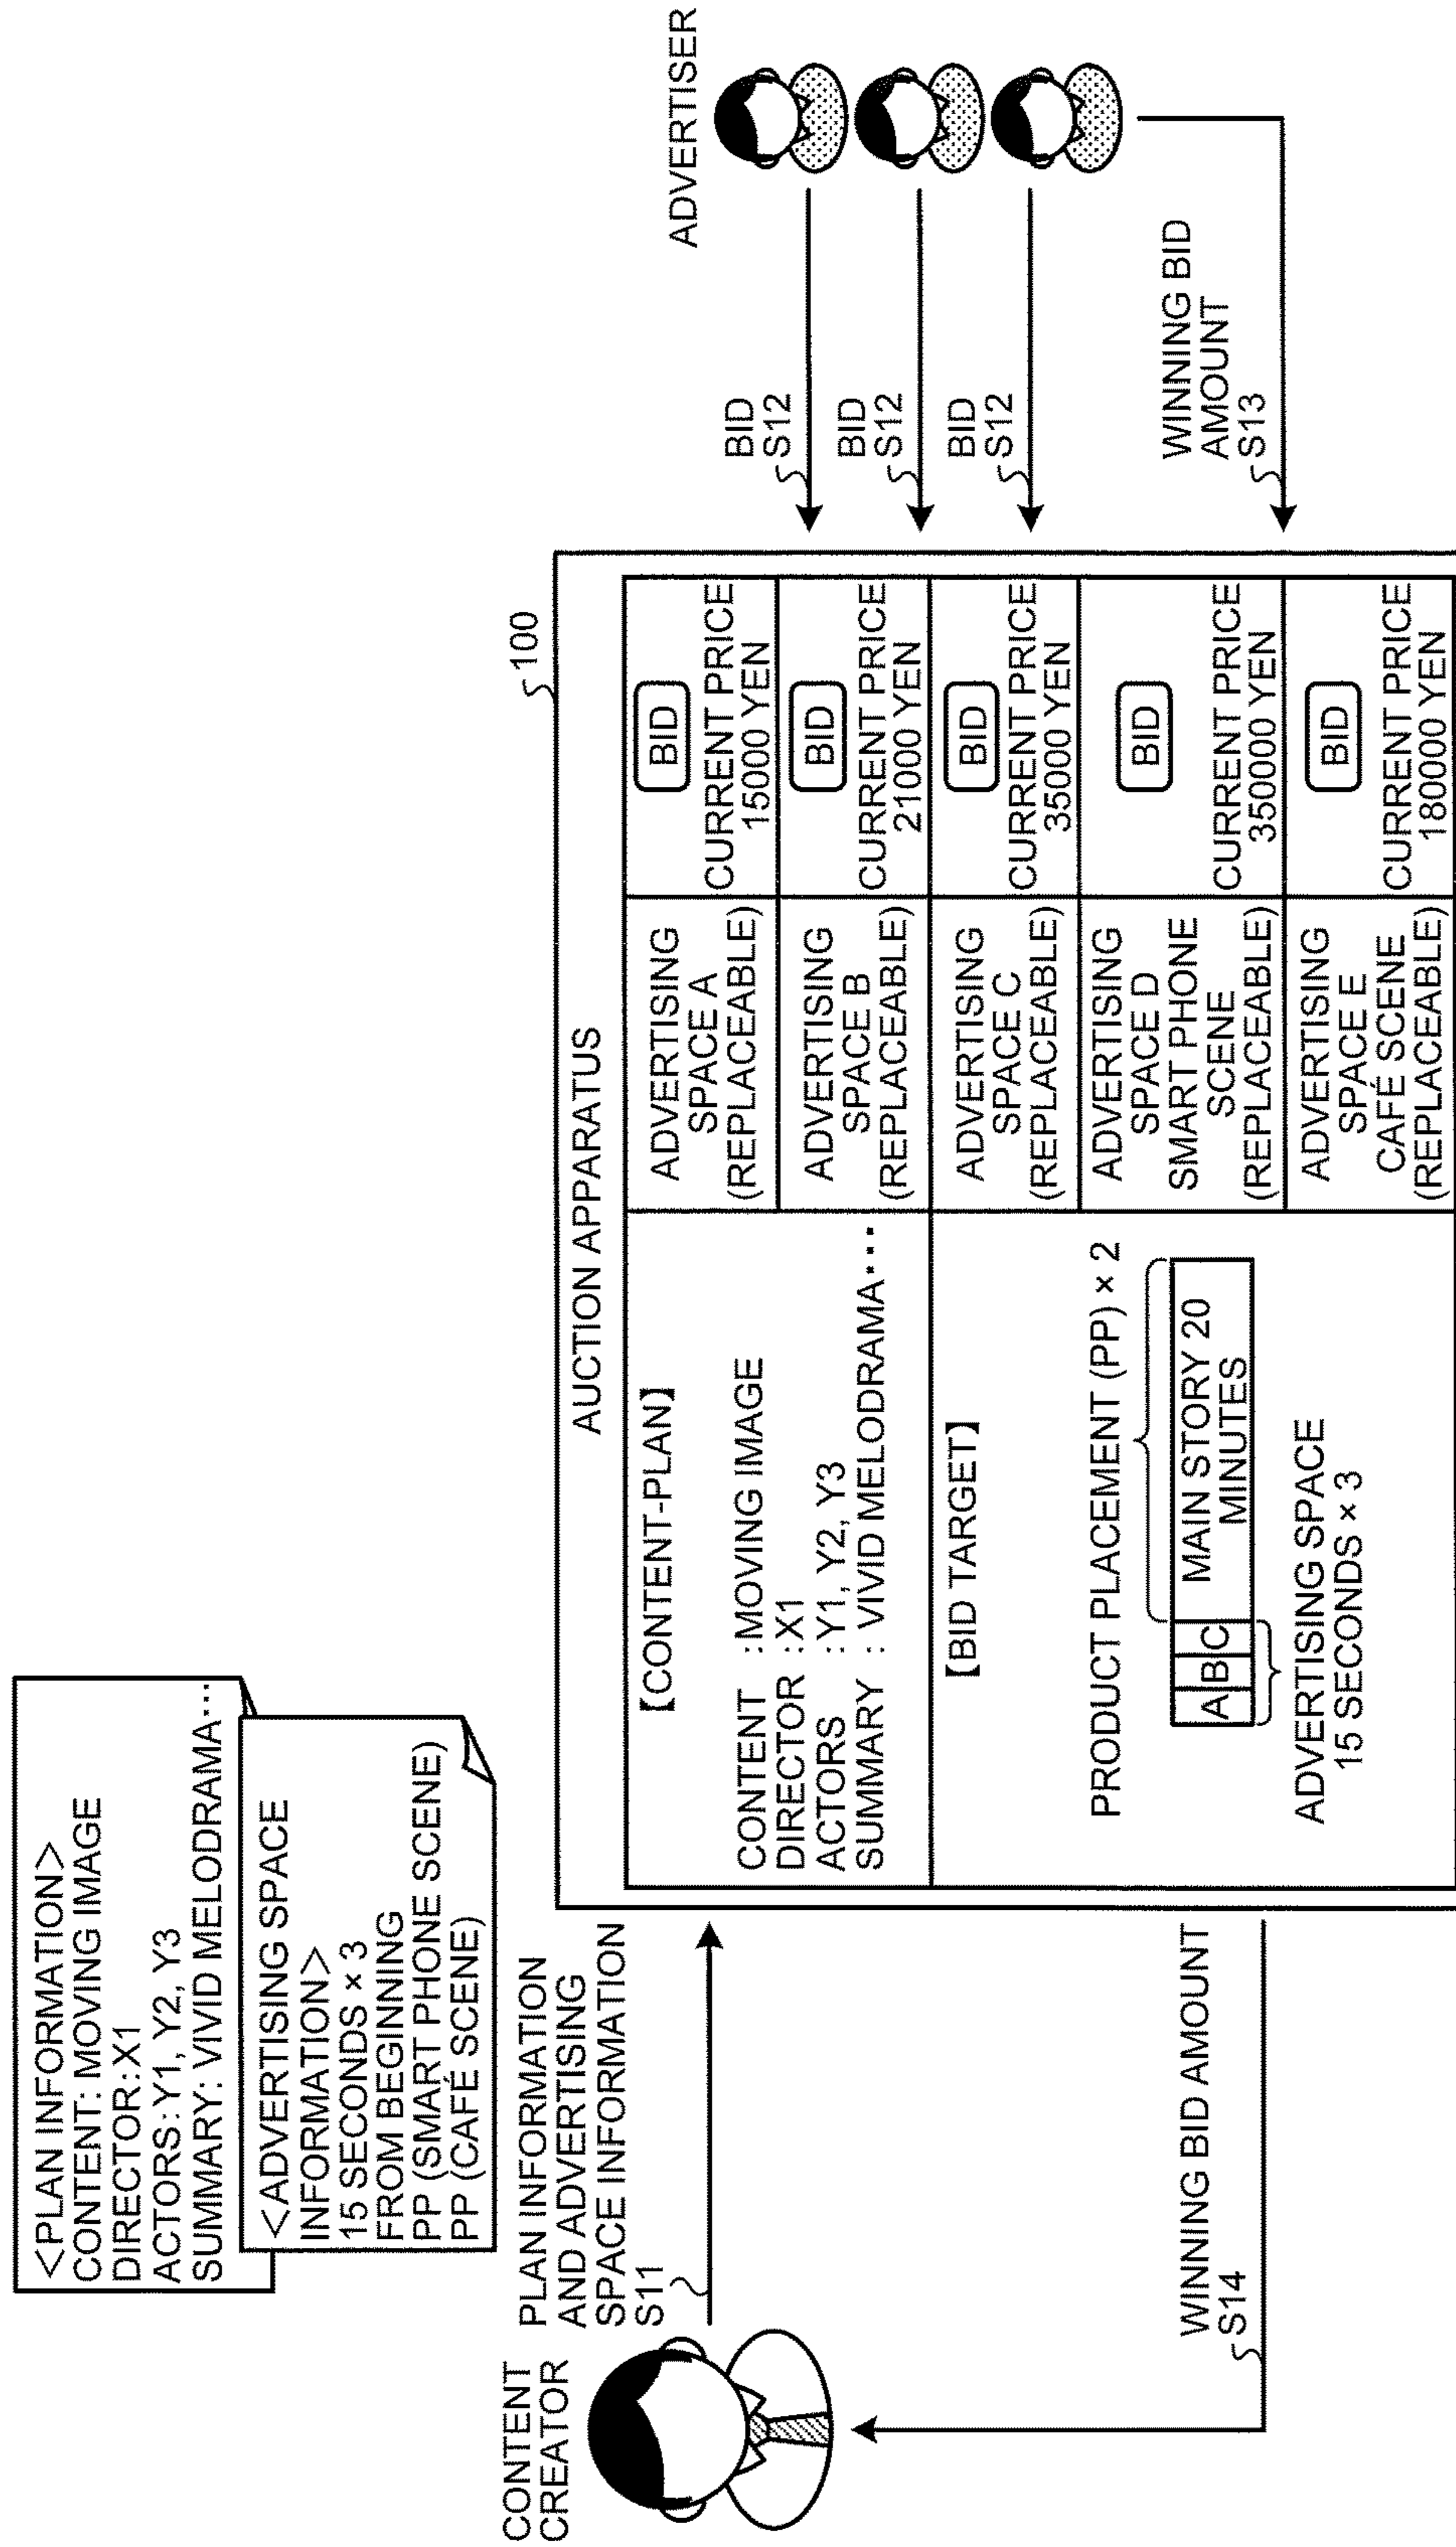 <PLAN INFORMATION>
CONTENT: MOVING IMAGE
DIRECTOR:X1
ACTORS:Y1, Y2, Y3
SUMMARY: VIVID MELODRAMA･･･
<ADVERTISING SPACE
INFORMATION>
15 SECONDS × 3
FROM BEGINNING
PP (SMART PHONE SCENE)
PP (CAFÉ SCENE)
CONTENT
CREATOR
PLAN INFORMATION
AND ADVERTISING
SPACE INFORMATION
S11
WINNING BID AMOUNT
S14
100
AUCTION APPARATUS
【CONTENT-PLAN】
CONTENT :MOVING IMAGE
DIRECTOR :X1
ACTORS :Y1, Y2, Y3
SUMMARY : VIVID MELODRAMA･･･
【BID TARGET】
PRODUCT PLACEMENT (PP) × 2
A B C MAIN STORY 20
MINUTES
ADVERTISING SPACE
15 SECONDS × 3
ADVERTISING
SPACE A
(REPLACEABLE)
BID
CURRENT PRICE
15000 YEN
ADVERTISING
SPACE B
(REPLACEABLE)
BID
CURRENT PRICE
21000 YEN
ADVERTISING
SPACE C
(REPLACEABLE)
BID
CURRENT PRICE
35000 YEN
ADVERTISING
SPACE D
SMART PHONE
SCENE
(REPLACEABLE)
BID
CURRENT PRICE
350000 YEN
ADVERTISING
SPACE E
CAFÉ SCENE
(REPLACEABLE)
BID
CURRENT PRICE
180000 YEN
ADVERTISER
BID
S12
BID
S12
BID
S12
WINNING BID
AMOUNT
S13